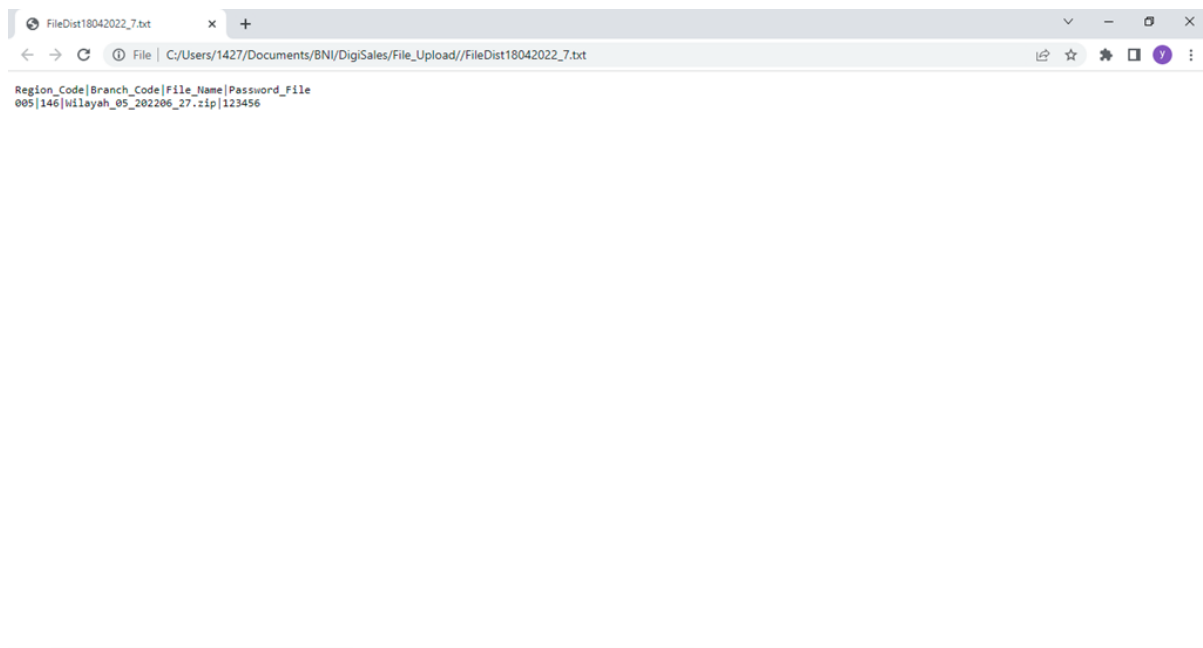 FileDist18042022_7.txt
File | C:/Users/1427/Documents/BNI/DigiSales/File_Upload//FileDist18042022_7.txt
y
Region_Code|Branch_Code|File_Name|Password_File
005|146|Wilayah_05_202206_27.zip|123456